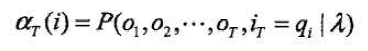 α_T(i) = P(o_1, o_2, ⋯, o_T, i_T = q_i | λ)